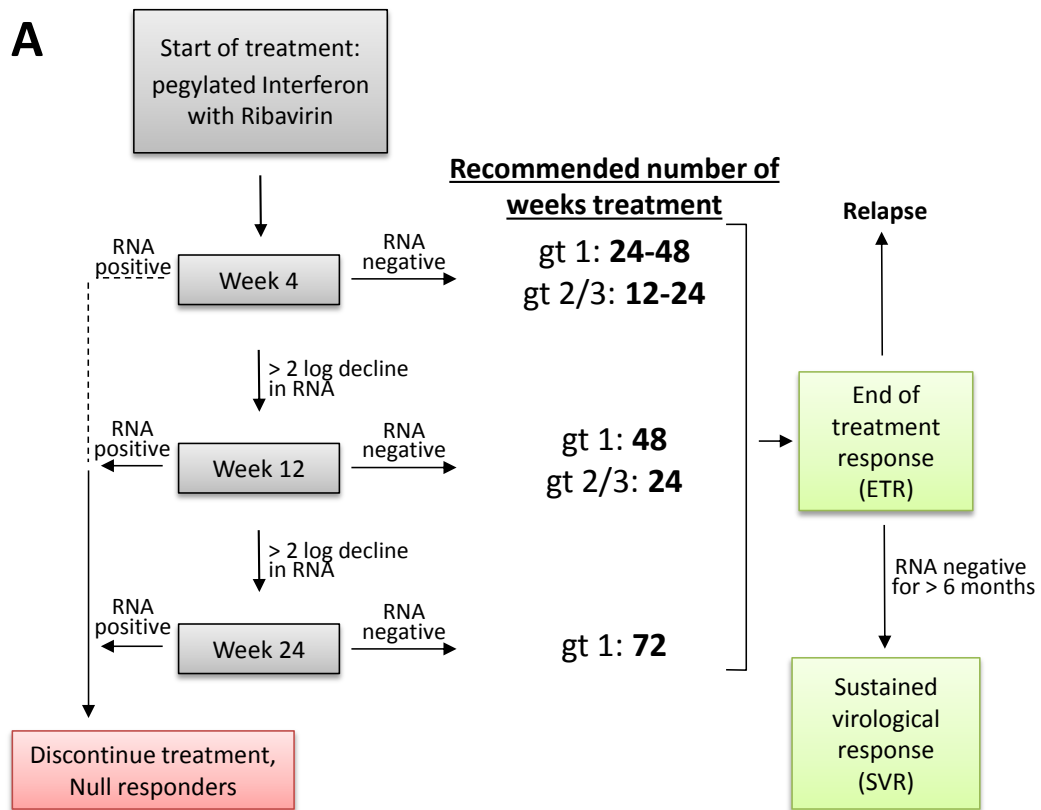 A
Start of treatment:
pegylated Interferon
with Ribavirin
Recommended number of
weeks treatment
Relapse
RNA
positive
Week 4
RNA
negative
gt 1: 24-48
gt 2/3: 12-24
> 2 log decline
in RNA
RNA
positive
Week 12
RNA
negative
gt 1: 48
gt 2/3: 24
End of
treatment
response
(ETR)
> 2 log decline
in RNA
RNA negative
for > 6 months
RNA
positive
Week 24
RNA
negative
gt 1: 72
Sustained
virological
response
(SVR)
Discontinue treatment,
Null responders